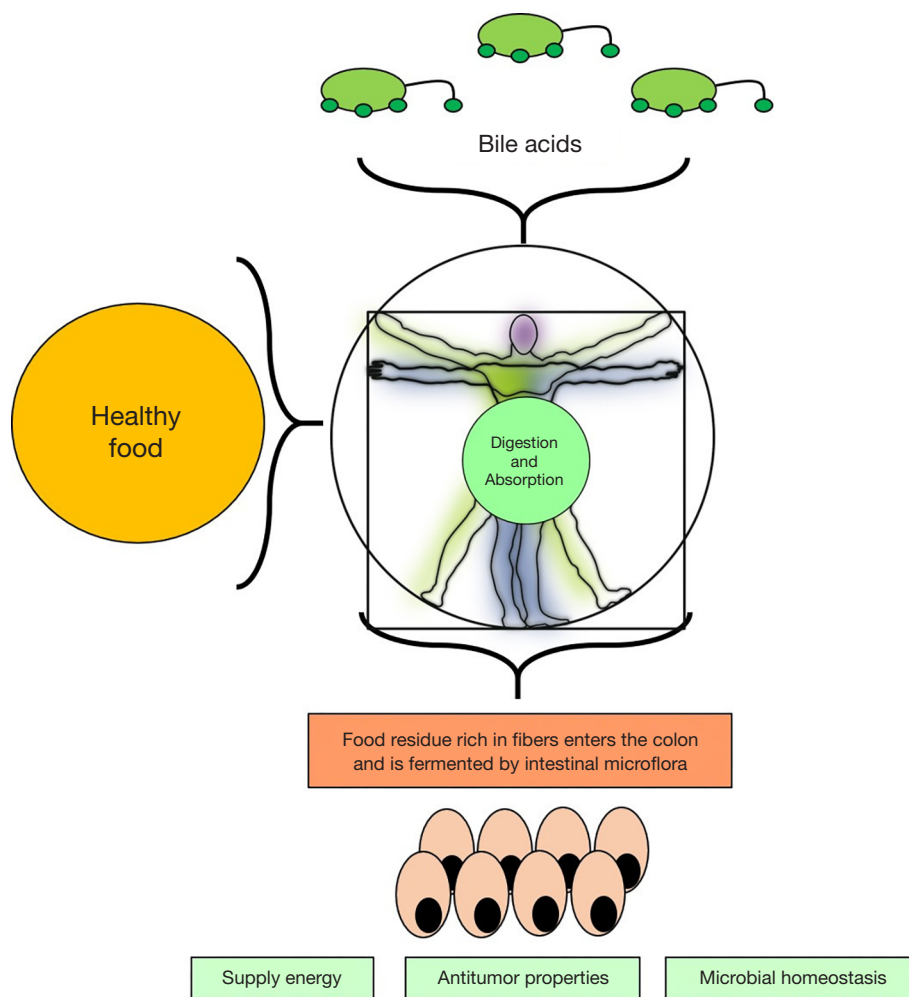 Bile acids
Healthy
food
Digestion
and
Absorption
Food residue rich in fibers enters the colon
and is fermented by intestinal microflora
Supply energy
Antitumor properties
Microbial homeostasis